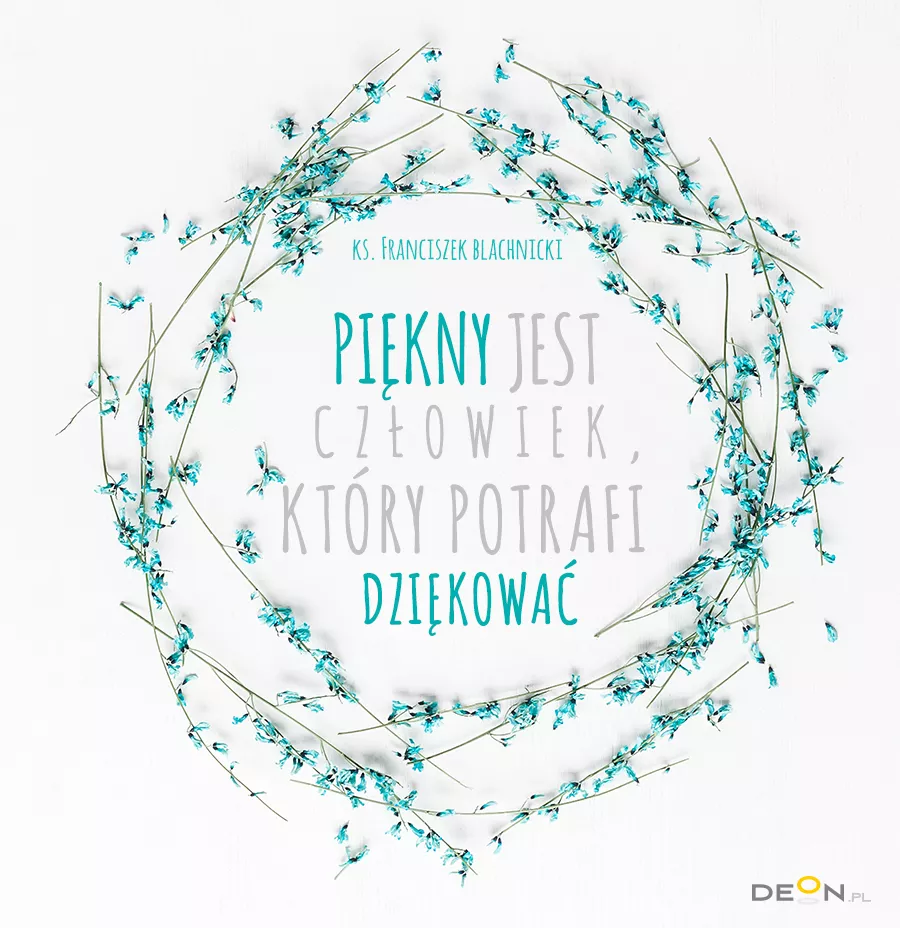 ks. Franciszek Blachnicki
PIĘKNY JEST
CZŁOWIEK,
KTÓRY POTRAFI
DZIĘKOWAĆ
DEON.PL